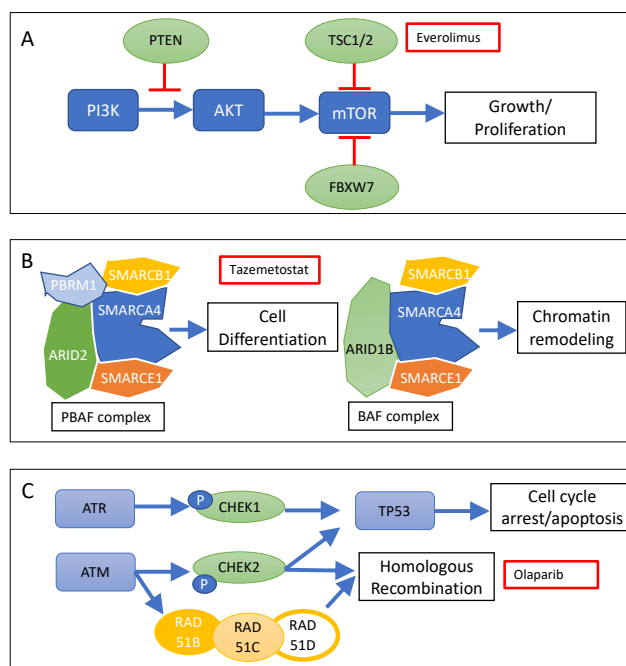 A
PTEN
TSC1/2
Everolimus
PI3K
AKT
mTOR
Growth/
Proliferation
FBXW7
B
PBRM1
SMARCB1
Tazemetostat
SMARCA4
ARID2
SMARCE1
Cell
Differentiation
PBAF complex
SMARCB1
SMARCA4
ARID1B
SMARCE1
Chromatin
remodeling
BAF complex
C
ATR
P
CHEK1
TP53
Cell cycle
arrest/apoptosis
ATM
CHEK2
P
Homologous
Recombination
Olaparib
RAD
51B
RAD
51C
RAD
51D